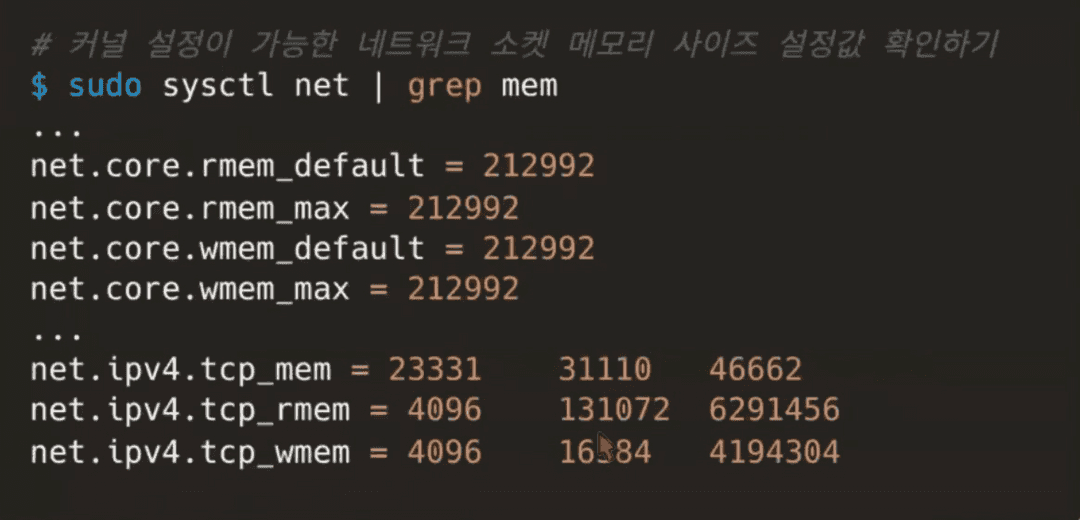 # 커널 설정이 가능한 네트워크 소켓 메모리 사이즈 설정값 확인하기
$ sudo sysctl net | grep mem
...
net.core.rmem_default = 212992
net.core.rmem_max = 212992
net.core.wmem_default = 212992
net.core.wmem_max = 212992
...
net.ipv4.tcp_mem = 23331 31110 46662
net.ipv4.tcp_rmem = 4096 131072 6291456
net.ipv4.tcp_wmem = 4096 16384 4194304